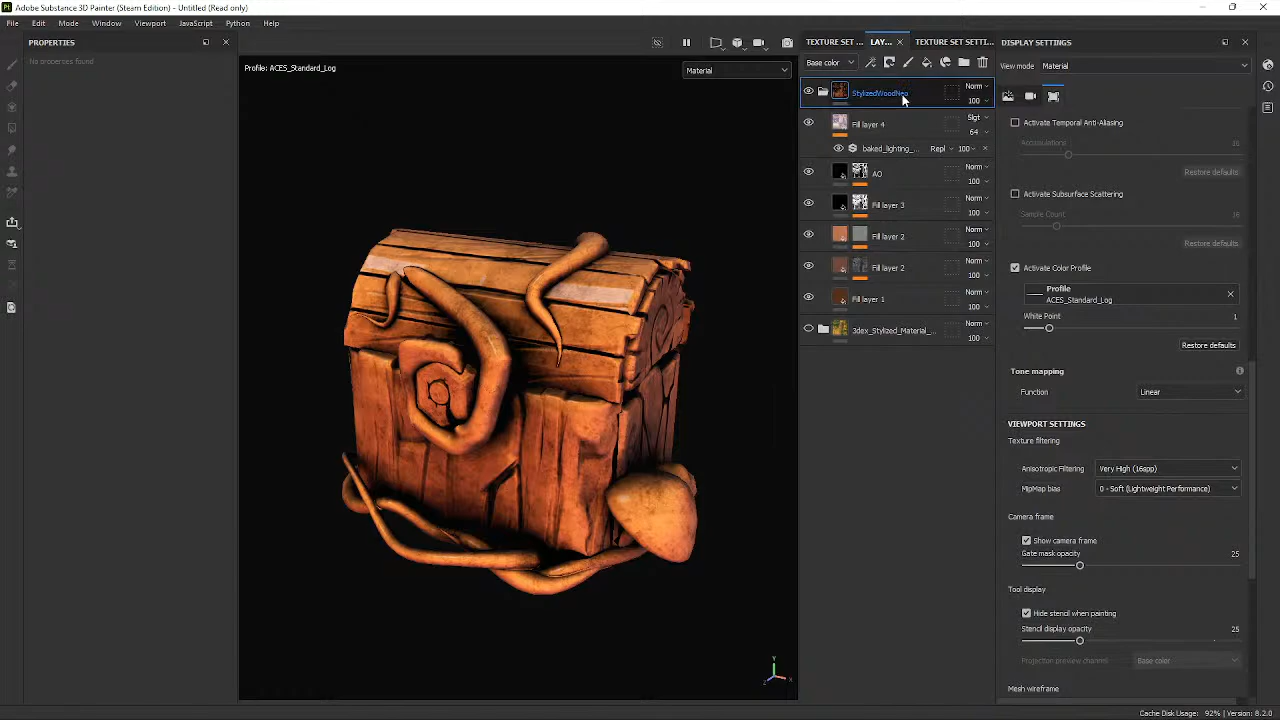 Pt Adobe Substance 3D Painter (Steam Edition) - Untitled (Read only)
File Edit Mode Window Viewport JavaScript Python Help
PROPERTIES
No properties found
Profile: ACES_Standard_Log
Material
TEXTURE SET ... LAY... TEXTURE SET SETTI...
Base color
StylizedWoodNeo Norm 100
Fill layer 4 Slgt 64
baked_lighting_... Repl 100
AO Norm 100
Fill layer 3 Norm 100
Fill layer 2 Norm 100
Fill layer 2 Norm 100
Fill layer 1 Norm 100
3dex_Stylized_Material_... Norm 100
DISPLAY SETTINGS
View mode Material
Activate Temporal Anti-Aliasing
Accumulations 16
Restore defaults
Activate Subsurface Scattering
Sample Count 16
Restore defaults
Activate Color Profile
Profile
ACES_Standard_Log
White Point 1
Restore defaults
Tone mapping
Function Linear
VIEWPORT SETTINGS
Texture filtering
Anisotropic Filtering Very High (16spp)
MipMap bias 0 - Soft (Lightweight Performance)
Camera frame
Show camera frame
Gate mask opacity 25
Tool display
Hide stencil when painting
Stencil display opacity 25
Projection preview channel Base color
Mesh wireframe
Y
Z X
Cache Disk Usage: 92% | Version: 8.2.0